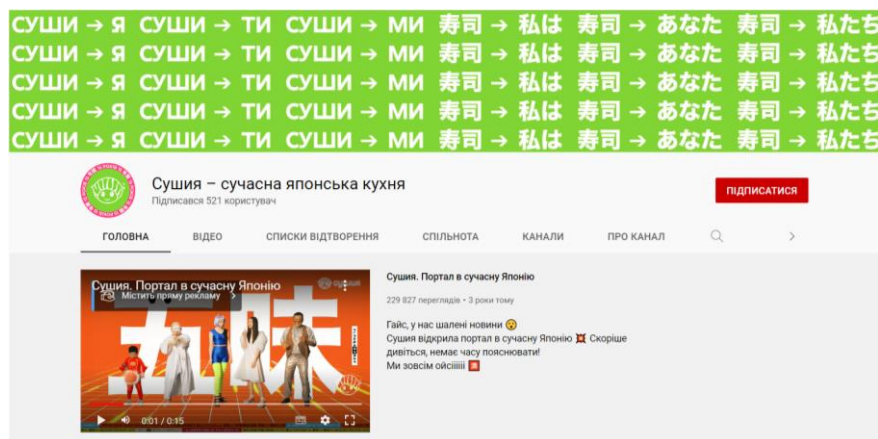 СУШИ → Я СУШИ → ТИ СУШИ → МИ 寿司 → 私は 寿司 → あなた 寿司 → 私たち
СУШИ → Я СУШИ → ТИ СУШИ → МИ 寿司 → 私は 寿司 → あなた 寿司 → 私たち
СУШИ → Я СУШИ → ТИ СУШИ → МИ 寿司 → 私は 寿司 → あなた 寿司 → 私たち
СУШИ → Я СУШИ → ТИ СУШИ → МИ 寿司 → 私は 寿司 → あなた 寿司 → 私たち
СУШИ → Я СУШИ → ТИ СУШИ → МИ 寿司 → 私は 寿司 → あなた 寿司 → 私たち
Сушия – сучасна японська кухня
Підписався 521 користувач
ПІДПИСАТИСЯ
ГОЛОВНА ВІДЕО СПИСКИ ВІДТВОРЕННЯ СПІЛЬНОТА КАНАЛИ ПРО КАНАЛ
Сушия. Портал в сучасну Японію
Містить пряму рекламу
五味
0:01 / 0:15
Сушия. Портал в сучасну Японію
229 827 переглядів • 3 роки тому
Гайс, у нас шалені новини 😮
Сушия відкрила портал в сучасну Японію 💥 Скоріше
дивіться, немає часу пояснювати!
Ми зовсім ойсііііі 🈵